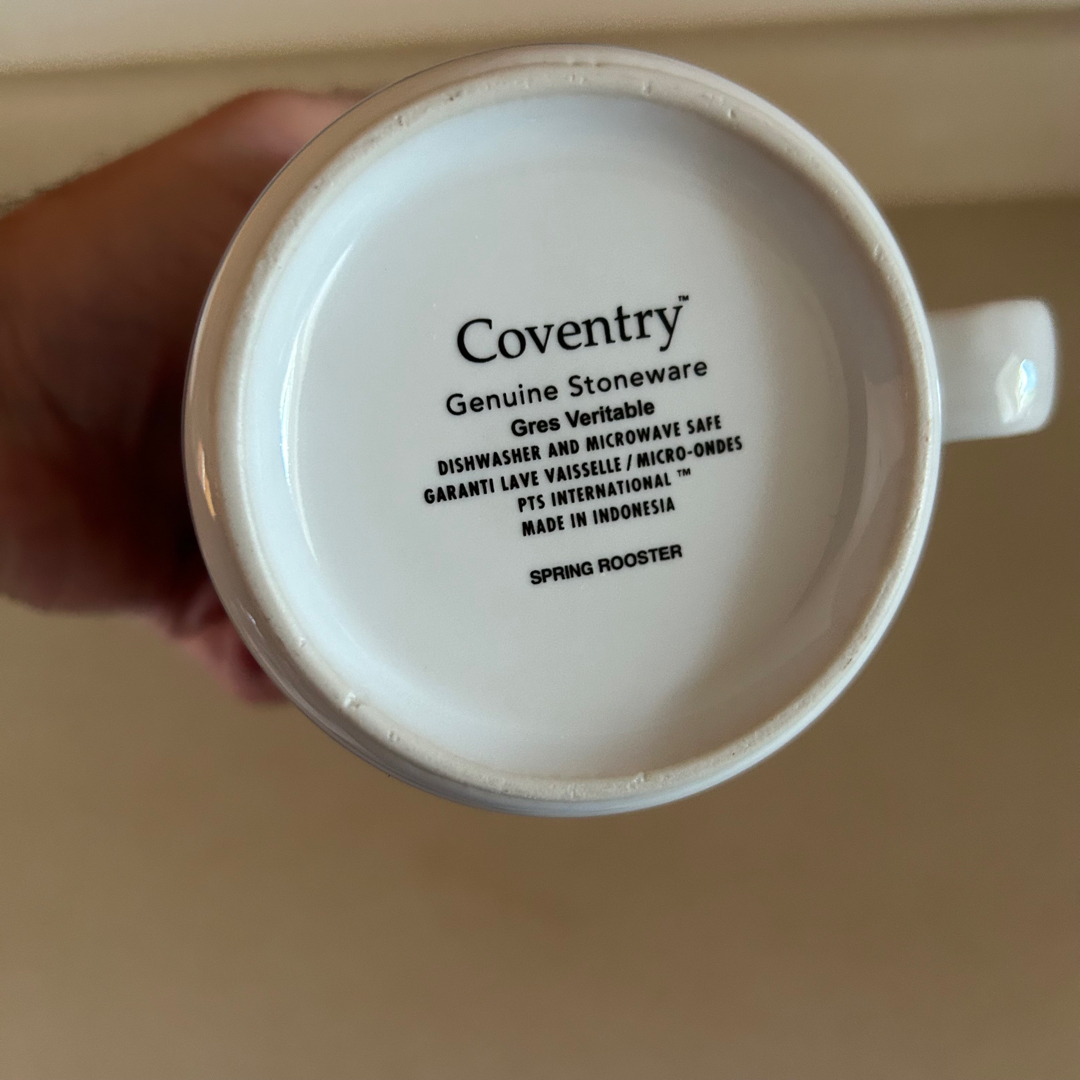 Coventry™
Genuine Stoneware
Gres Veritable
DISHWASHER AND MICROWAVE SAFE
GARANTI LAVE VAISSELLE / MICRO-ONDES
PTS INTERNATIONAL ™
MADE IN INDONESIA
SPRING ROOSTER